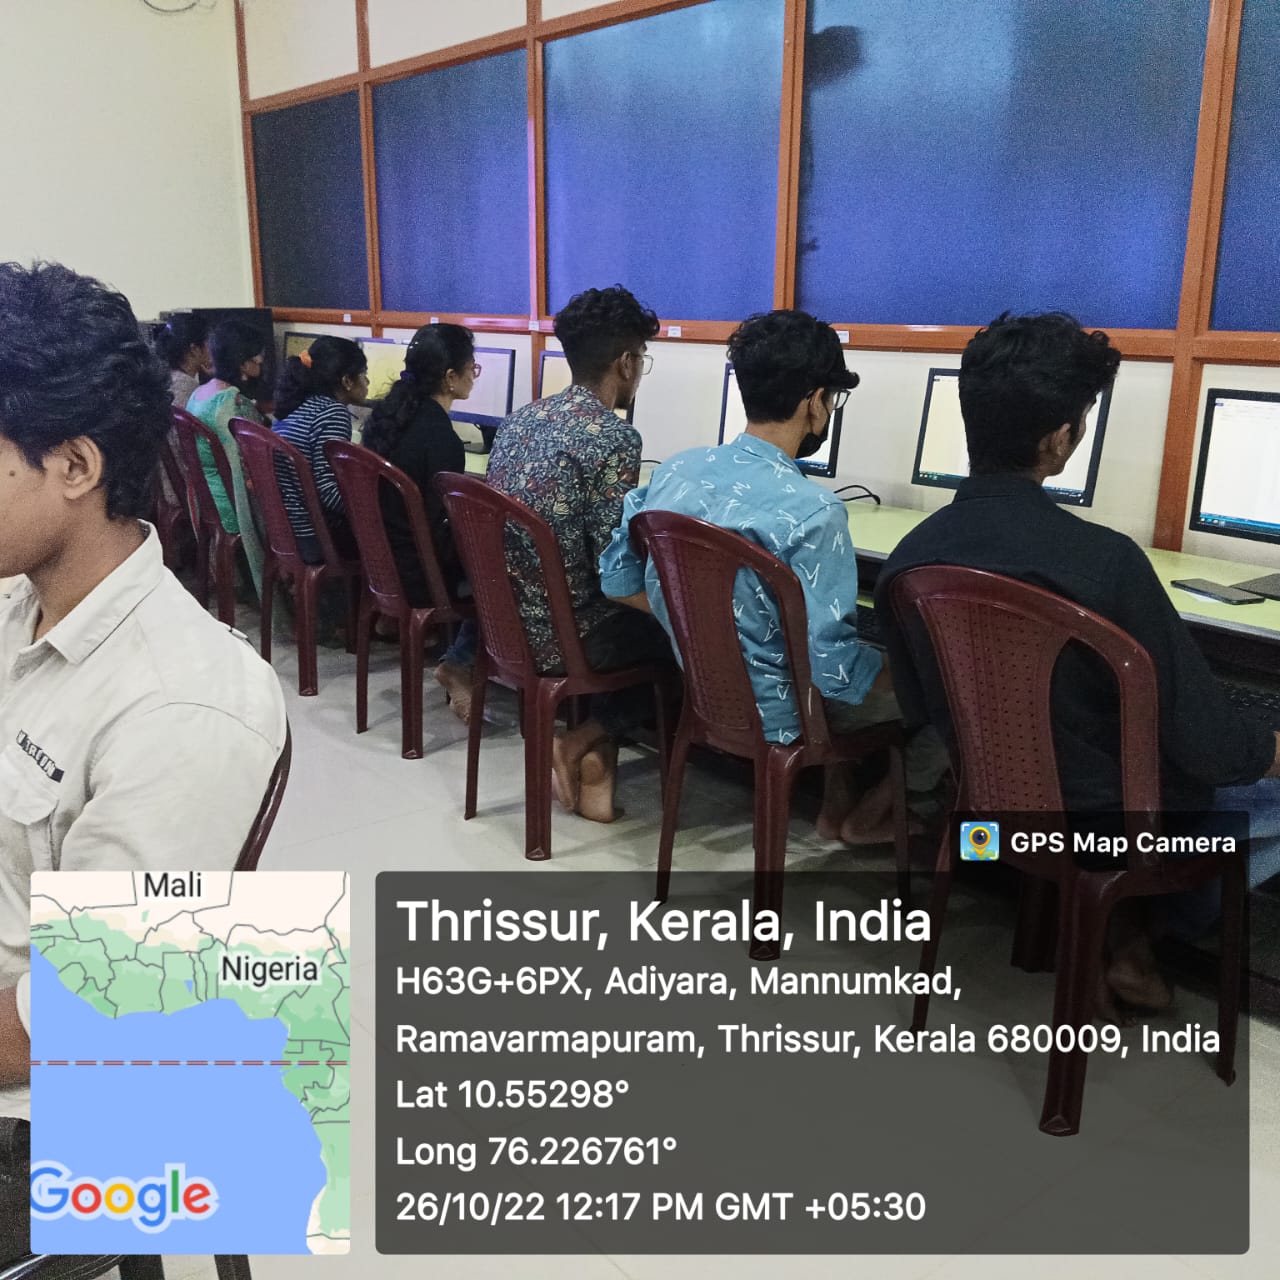 GPS Map Camera
Mali
Nigeria
Google
Thrissur, Kerala, India
H63G+6PX, Adiyara, Mannumkad,
Ramavarmapuram, Thrissur, Kerala 680009, India
Lat 10.55298°
Long 76.226761°
26/10/22 12:17 PM GMT +05:30